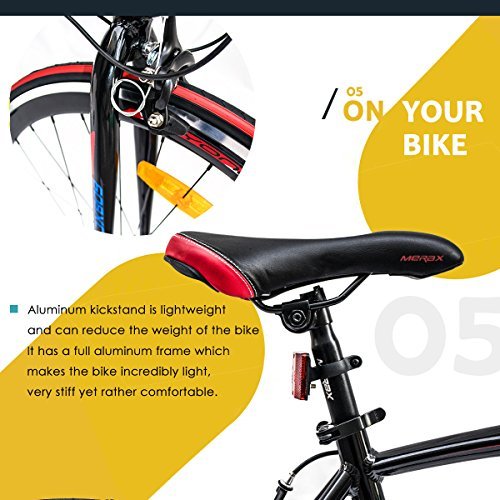 05
/ ON YOUR
BIKE
MERAX
05
Aluminum kickstand is lightweight
and can reduce the weight of the bike
It has a full aluminum frame which
makes the bike incredibly light,
very stiff yet rather comfortable.
MERAX